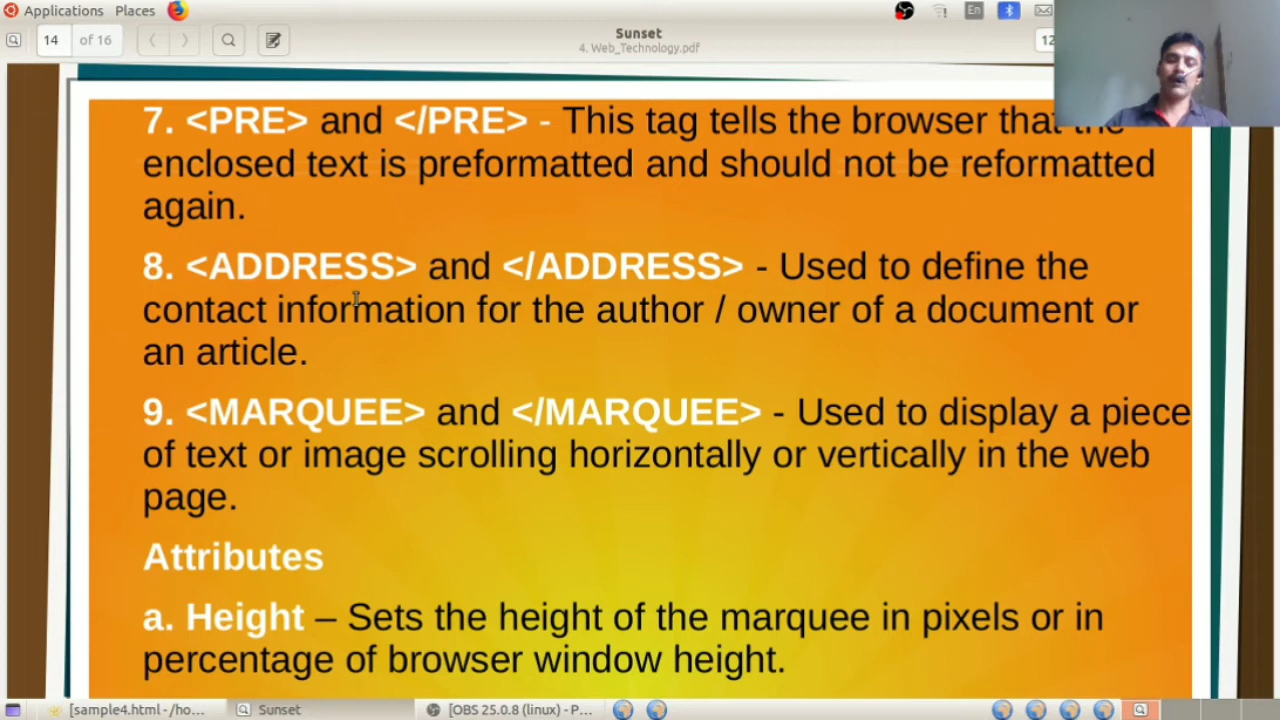 Applications Places
En
14 of 16
Sunset
4. Web_Technology.pdf
12
7. <PRE> and </PRE> - This tag tells the browser that the
enclosed text is preformatted and should not be reformatted
again.
8. <ADDRESS> and </ADDRESS> - Used to define the
contact information for the author / owner of a document or
an article.
9. <MARQUEE> and </MARQUEE> - Used to display a piece
of text or image scrolling horizontally or vertically in the web
page.
Attributes
a. Height – Sets the height of the marquee in pixels or in
percentage of browser window height.
[sample4.html - /ho... Sunset [OBS 25.0.8 (linux) - P...